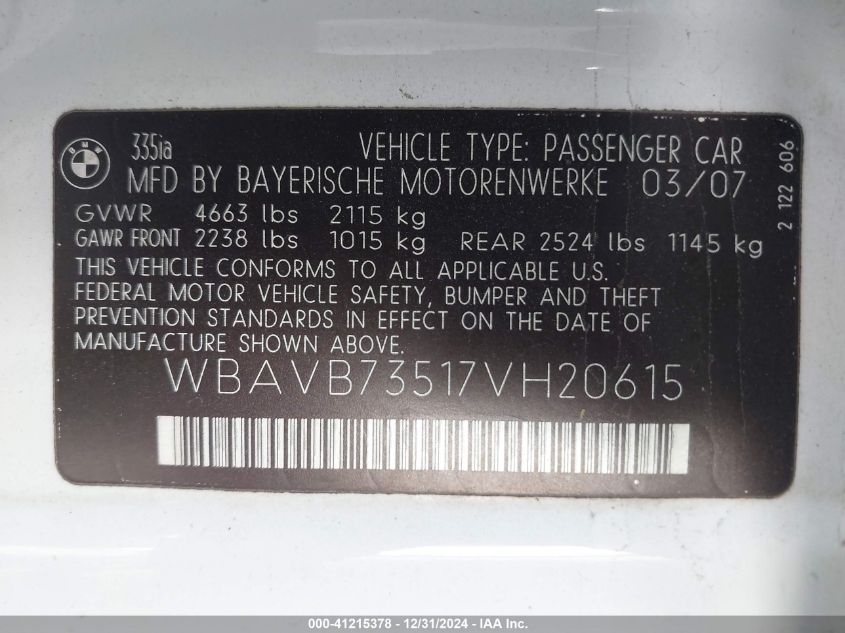 BMW
335ia
VEHICLE TYPE: PASSENGER CAR
MFD BY BAYERISCHE MOTORENWERKE 03/07
GVWR 4663 lbs 2115 kg
GAWR FRONT 2238 lbs 1015 kg REAR 2524 lbs 1145 kg
THIS VEHICLE CONFORMS TO ALL APPLICABLE U.S.
FEDERAL MOTOR VEHICLE SAFETY, BUMPER AND THEFT
PREVENTION STANDARDS IN EFFECT ON THE DATE OF
MANUFACTURE SHOWN ABOVE.
WBAVB73517VH20615
2 122 606
000-41215378 - 12/31/2024 - IAA, Inc.